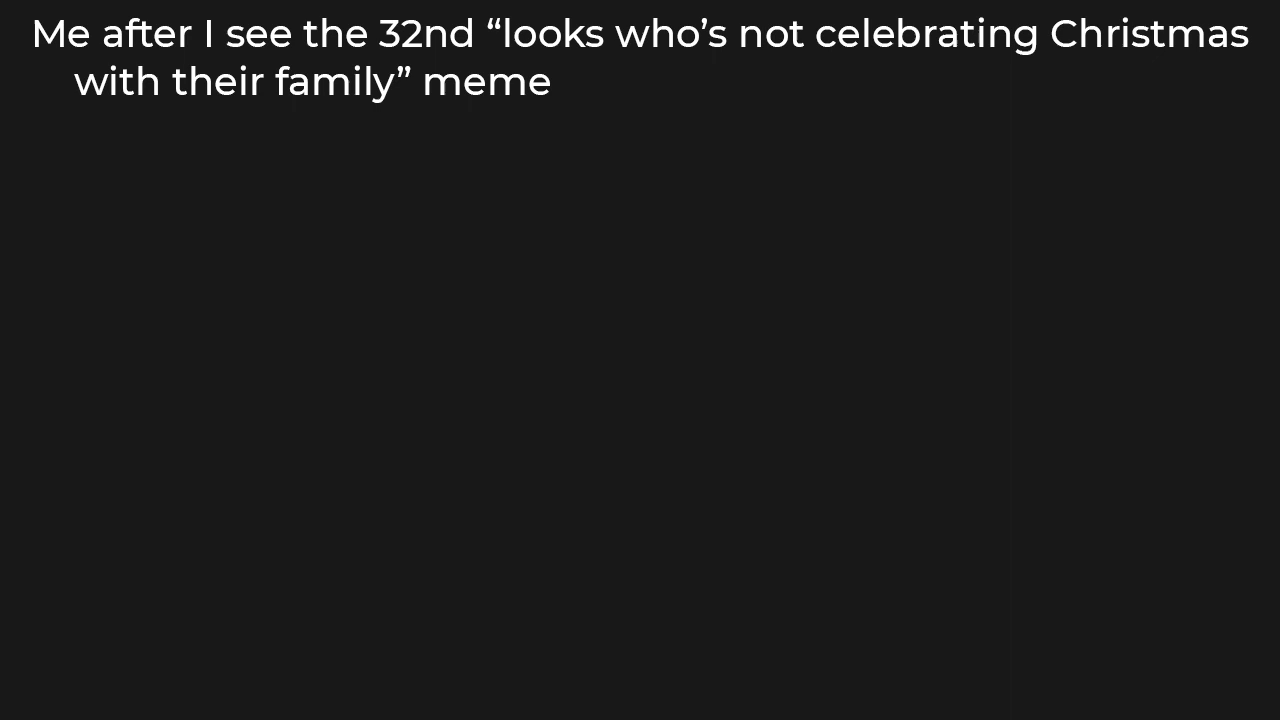 Me after I see the 32nd “looks who’s not celebrating Christmas
with their family” meme